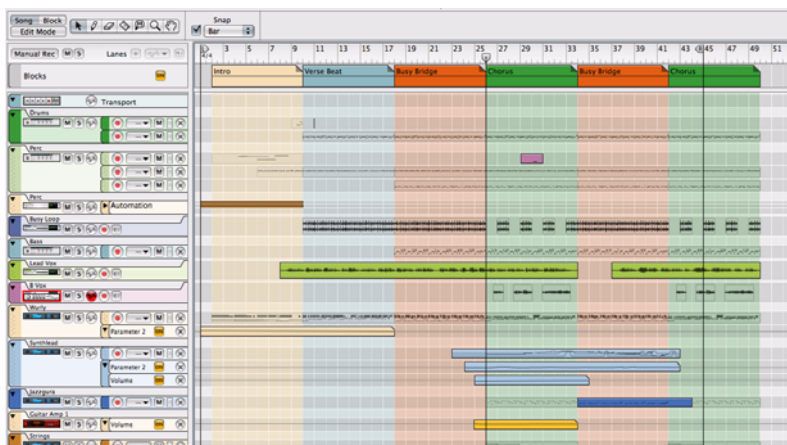 Song Block
Edit Mode
Snap
Bar
Manual Rec M S
Lanes
3 5 7 9 11 13 15 17 19 21 23 25 27 29 31 33 35 37 39 41 43 45 47 49 51
4/4
Blocks
Intro Verse Beat Busy Bridge Chorus Busy Bridge Chorus
Transport
Drums
M S M
M
Perc
M S M
M
M
Perc
M S Automation
Busy Loop
M S
Bass
M S M
Lead Vox
M S
B Vox
M S
Wurly
M S M
Parameter 2
Synthlead
M S M
Parameter 2
Volume
Jazzguns
M S M
Guitar Amp 1
M S Volume
Strings